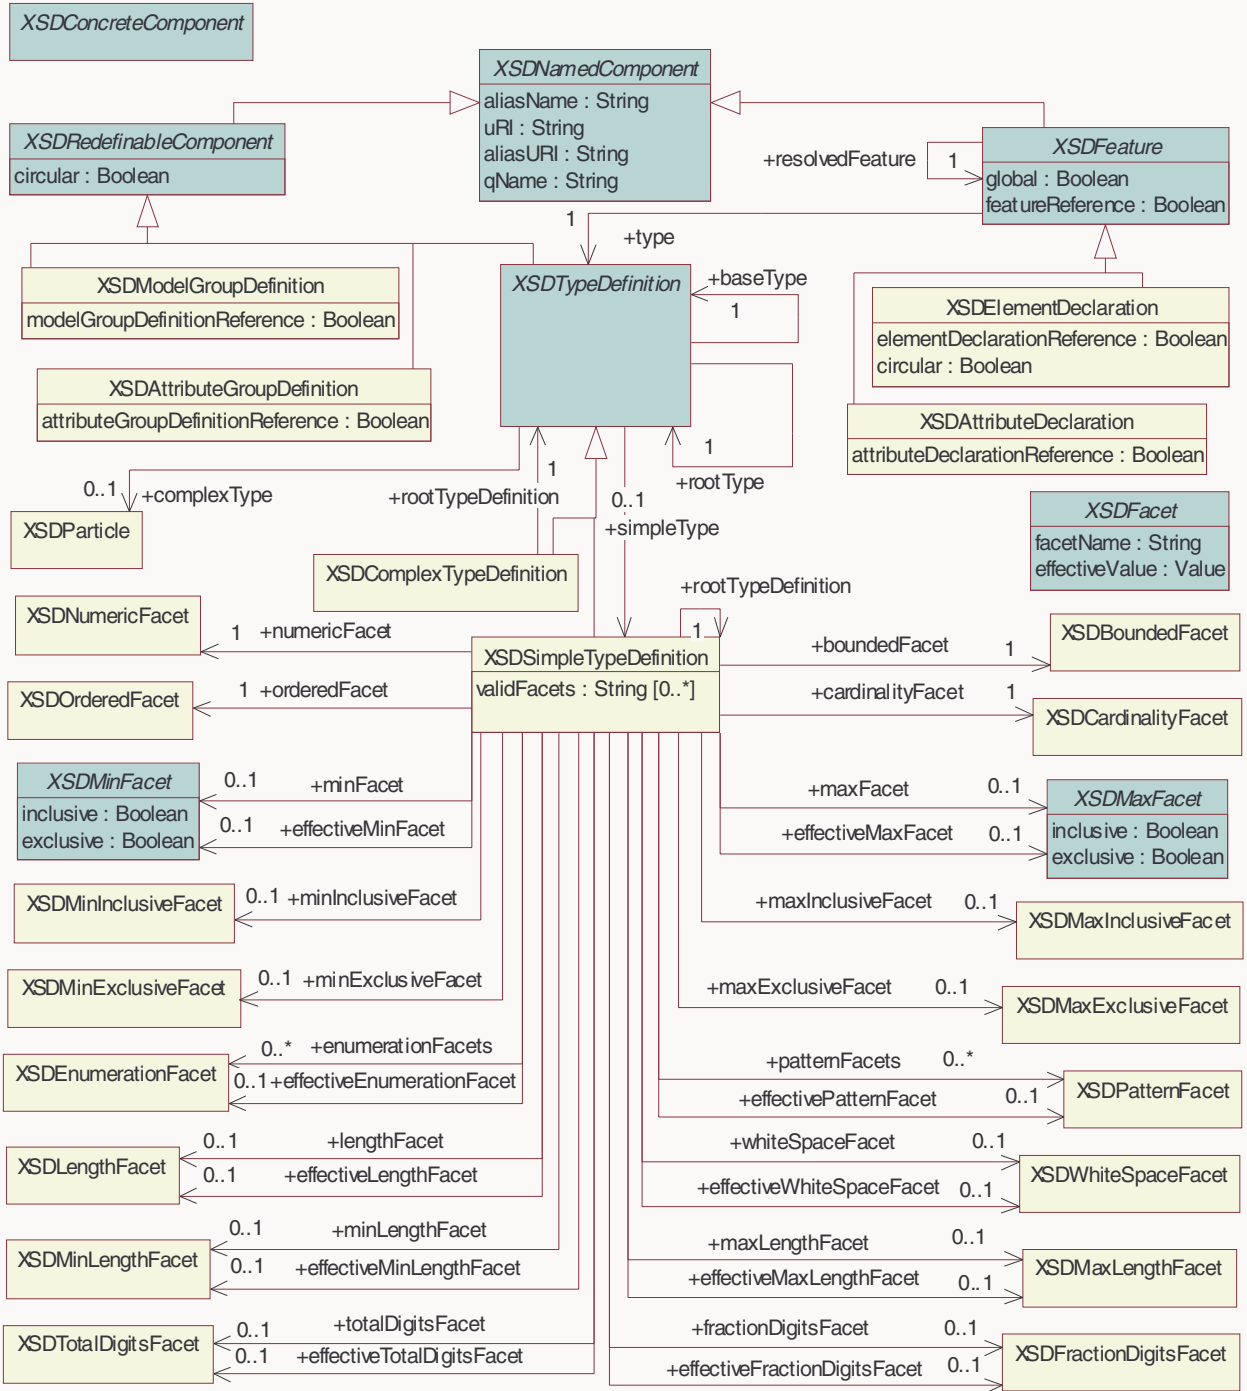 XSDConcreteComponent
XSDNamedComponent
aliasName : String
uRI : String
aliasURI : String
qName : String
XSDRedefinableComponent
circular : Boolean
+resolvedFeature
1
XSDFeature
global : Boolean
featureReference : Boolean
1
+type
XSDModelGroupDefinition
modelGroupDefinitionReference : Boolean
XSDTypeDefinition
+baseType
1
XSDElementDeclaration
elementDeclarationReference : Boolean
circular : Boolean
XSDAttributeGroupDefinition
attributeGroupDefinitionReference : Boolean
XSDAttributeDeclaration
attributeDeclarationReference : Boolean
1
+rootType
0..1
+complexType
1
+rootTypeDefinition
0..1
+simpleType
XSDParticle
XSDComplexTypeDefinition
XSDFacet
facetName : String
effectiveValue : Value
+rootTypeDefinition
1
XSDNumericFacet
1
+numericFacet
XSDSimpleTypeDefinition
validFacets : String [0..*]
+boundedFacet
1
XSDBoundedFacet
XSDOrderedFacet
1
+orderedFacet
+cardinalityFacet
1
XSDCardinalityFacet
XSDMinFacet
inclusive : Boolean
exclusive : Boolean
0..1
+minFacet
0..1
+effectiveMinFacet
+maxFacet
0..1
+effectiveMaxFacet
0..1
XSDMaxFacet
inclusive : Boolean
exclusive : Boolean
XSDMinInclusiveFacet
0..1
+minInclusiveFacet
+maxInclusiveFacet
0..1
XSDMaxInclusiveFacet
XSDMinExclusiveFacet
0..1
+minExclusiveFacet
+maxExclusiveFacet
0..1
XSDMaxExclusiveFacet
XSDEnumerationFacet
0..*
+enumerationFacets
0..1
+effectiveEnumerationFacet
+patternFacets
0..*
+effectivePatternFacet
0..1
XSDPatternFacet
XSDLengthFacet
0..1
+lengthFacet
0..1
+effectiveLengthFacet
+whiteSpaceFacet
0..1
+effectiveWhiteSpaceFacet
0..1
XSDWhiteSpaceFacet
XSDMinLengthFacet
0..1
+minLengthFacet
0..1
+effectiveMinLengthFacet
+maxLengthFacet
0..1
+effectiveMaxLengthFacet
0..1
XSDMaxLengthFacet
XSDTotalDigitsFacet
0..1
+totalDigitsFacet
0..1
+effectiveTotalDigitsFacet
+fractionDigitsFacet
0..1
+effectiveFractionDigitsFacet
0..1
XSDFractionDigitsFacet